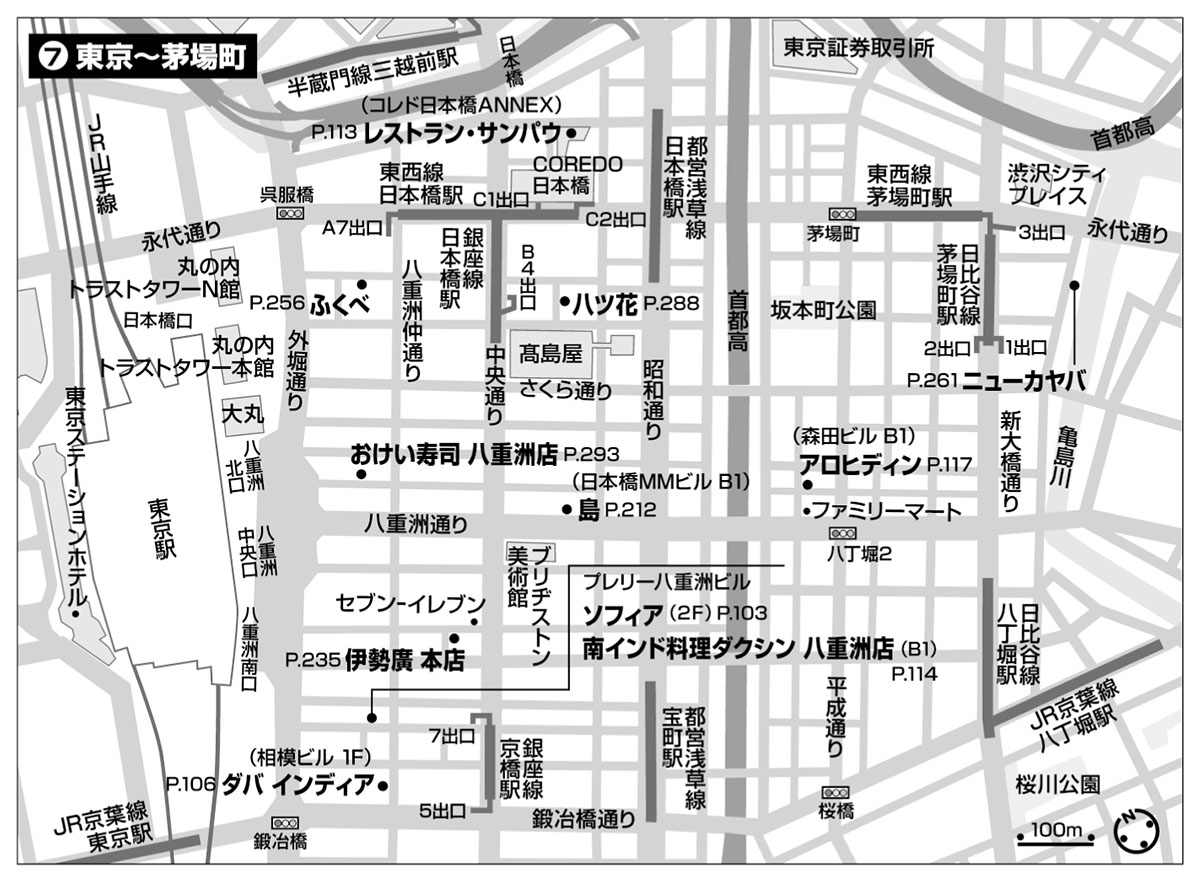 ❼ 東京〜茅場町
半蔵門線三越前駅
日本橋
東京証券取引所
首都高
JR山手線
(コレド日本橋ANNEX)
P.113 レストラン・サンパウ
COREDO
日本橋
東西線
日本橋駅
C1出口
C2出口
A7出口
都営浅草線
日本橋駅
東西線
茅場町駅
渋沢シティ
プレイス
呉服橋
永代通り
茅場町
3出口
永代通り
丸の内
トラストタワーN館
日本橋口
丸の内
トラストタワー本館
P.256 ふくべ
八重洲仲通り
銀座線
日本橋駅
B4出口
八ツ花 P.288
首都高
坂本町公園
日比谷線
茅場町駅
2出口
1出口
P.261 ニューカヤバ
外堀通り
中央通り
髙島屋
さくら通り
昭和通り
大丸
東京ステーションホテル
八重洲
北口
東京駅
八重洲
中央口
八重洲南口
おけい寿司 八重洲店 P.293
(日本橋MMビル B1)
島 P.212
(森田ビル B1)
アロヒディン P.117
ファミリーマート
新大橋通り
亀島川
八重洲通り
八丁堀2
ブリヂストン
美術館
プレリー八重洲ビル
ソフィア (2F) P.103
南インド料理ダクシン 八重洲店 (B1)
P.114
セブン-イレブン
P.235 伊勢廣 本店
日比谷線
八丁堀駅
JR京葉線
八丁堀駅
平成通り
7出口
銀座線
京橋駅
5出口
都営浅草線
宝町駅
(相模ビル 1F)
P.106 ダバ インディア
JR京葉線
東京駅
鍛冶橋
鍛冶橋通り
桜橋
桜川公園
100m
N